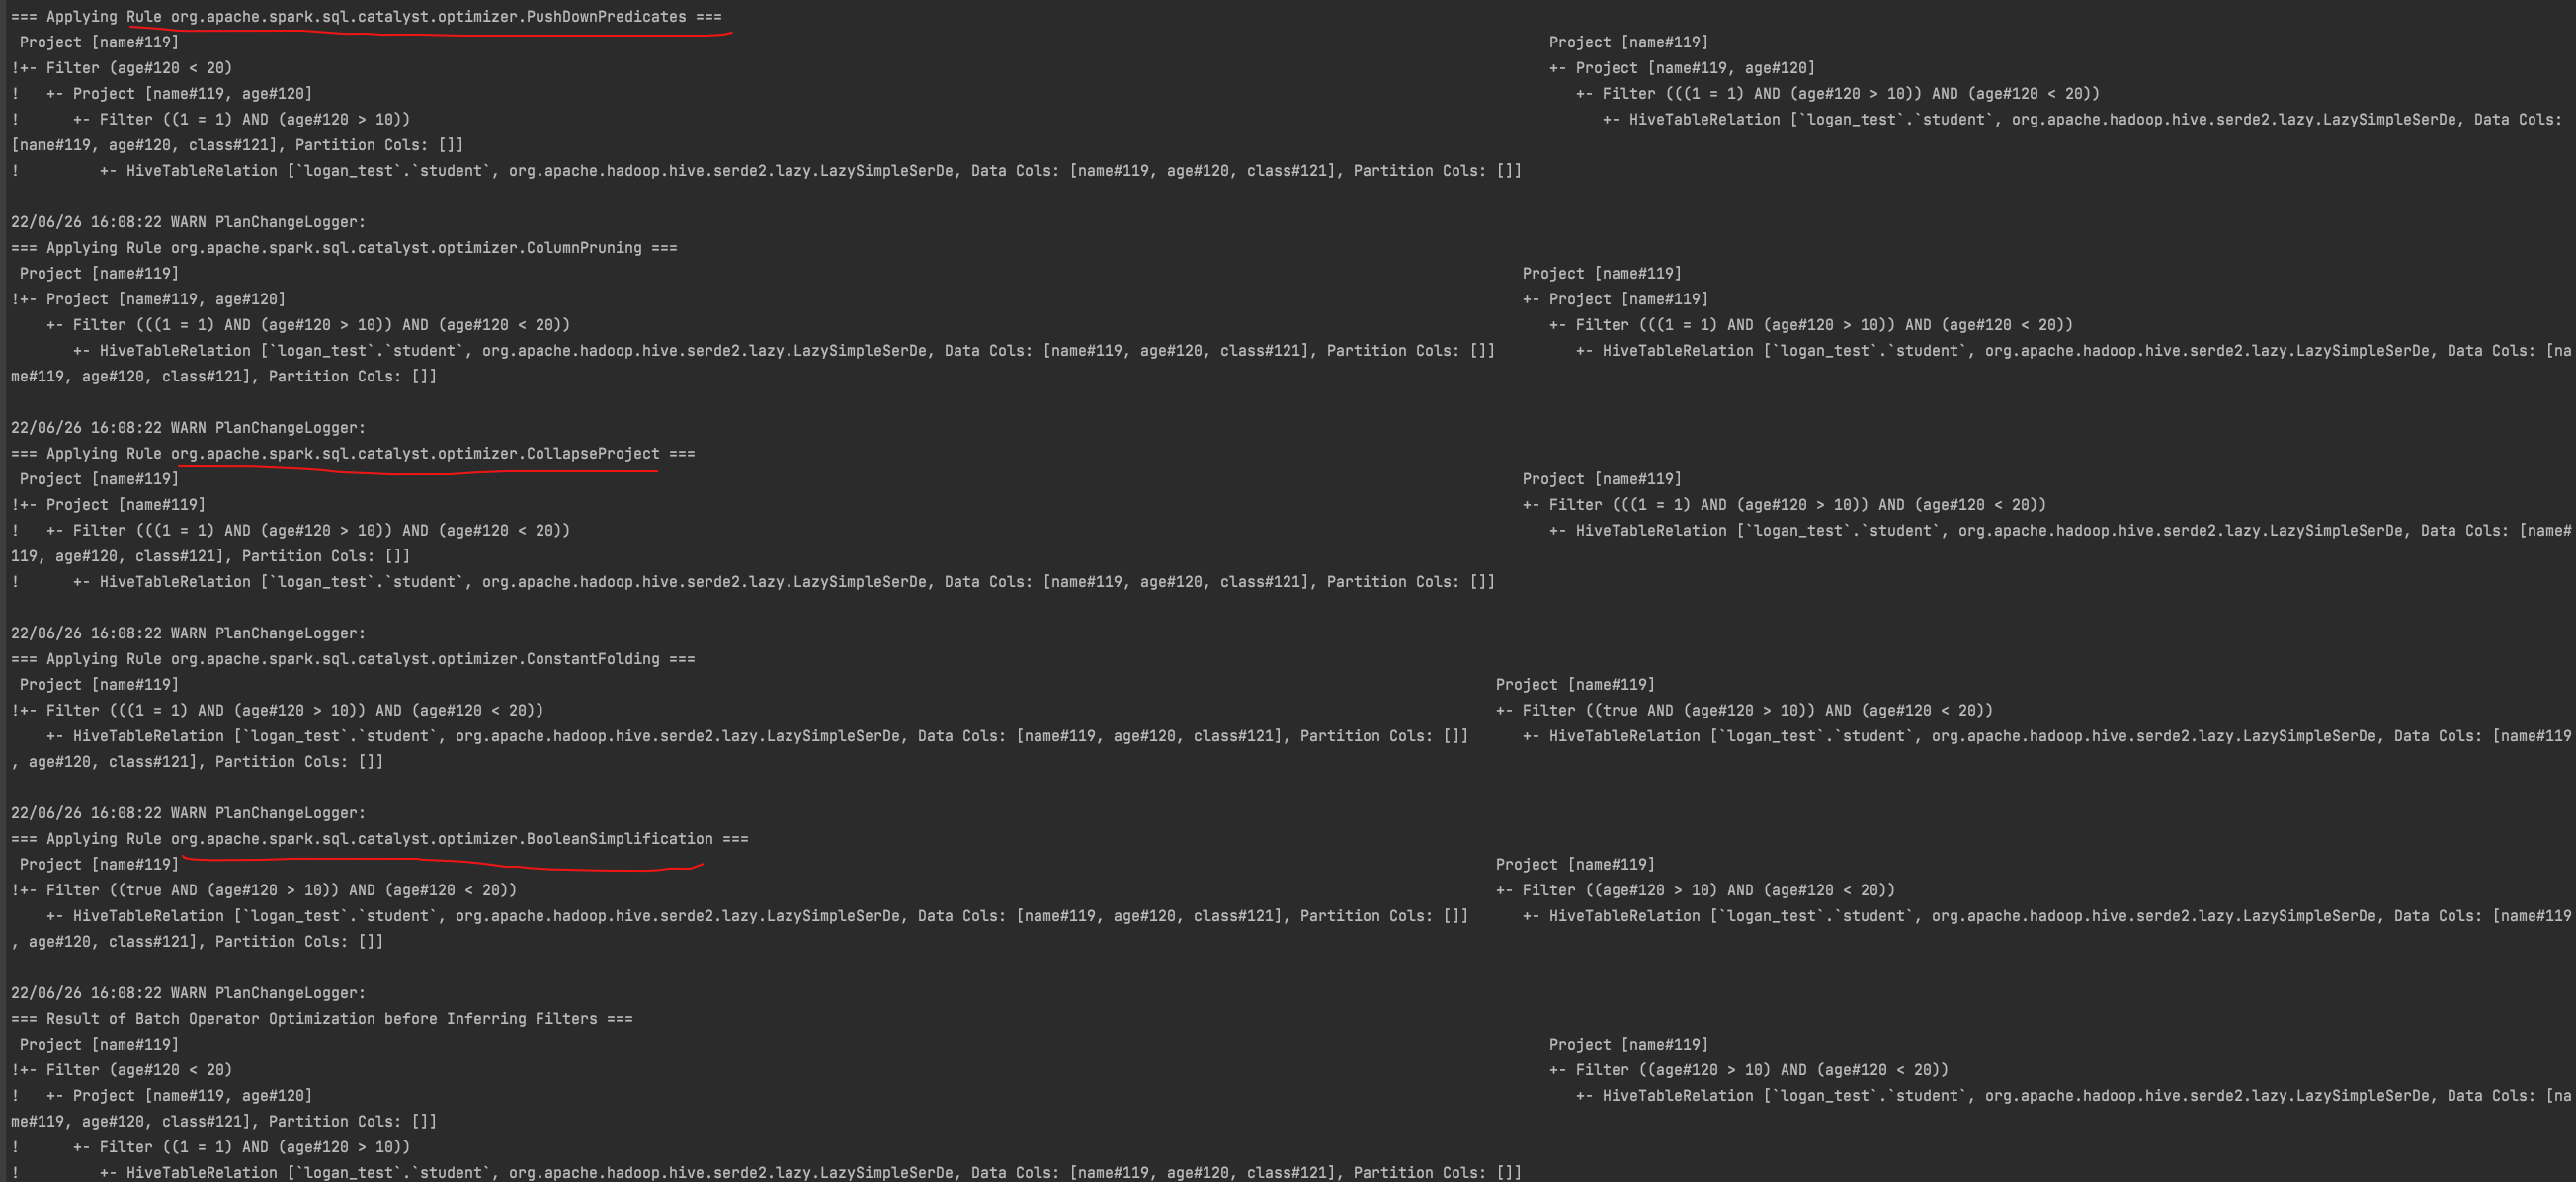 === Applying Rule org.apache.spark.sql.catalyst.optimizer.PushDownPredicates ===
 Project [name#119]                                                                                                                                                        Project [name#119]
!+- Filter (age#120 < 20)                                                                                                                                                  +- Project [name#119, age#120]
!   +- Project [name#119, age#120]                                                                                                                                            +- Filter (((1 = 1) AND (age#120 > 10)) AND (age#120 < 20))
!      +- Filter ((1 = 1) AND (age#120 > 10))                                                                                                                                    +- HiveTableRelation [`logan_test`.`student`, org.apache.hadoop.hive.serde2.lazy.LazySimpleSerDe, Data Cols:
[name#119, age#120, class#121], Partition Cols: []]
!         +- HiveTableRelation [`logan_test`.`student`, org.apache.hadoop.hive.serde2.lazy.LazySimpleSerDe, Data Cols: [name#119, age#120, class#121], Partition Cols: []]

22/06/26 16:08:22 WARN PlanChangeLogger:
=== Applying Rule org.apache.spark.sql.catalyst.optimizer.ColumnPruning ===
 Project [name#119]                                                                                                                                                     Project [name#119]
!+- Project [name#119, age#120]                                                                                                                                         +- Project [name#119]
    +- Filter (((1 = 1) AND (age#120 > 10)) AND (age#120 < 20))                                                                                                            +- Filter (((1 = 1) AND (age#120 > 10)) AND (age#120 < 20))
       +- HiveTableRelation [`logan_test`.`student`, org.apache.hadoop.hive.serde2.lazy.LazySimpleSerDe, Data Cols: [name#119, age#120, class#121], Partition Cols: []]         +- HiveTableRelation [`logan_test`.`student`, org.apache.hadoop.hive.serde2.lazy.LazySimpleSerDe, Data Cols: [na
me#119, age#120, class#121], Partition Cols: []]

22/06/26 16:08:22 WARN PlanChangeLogger:
=== Applying Rule org.apache.spark.sql.catalyst.optimizer.CollapseProject ===
 Project [name#119]                                                                                                                                                     Project [name#119]
!+- Project [name#119]                                                                                                                                                  +- Filter (((1 = 1) AND (age#120 > 10)) AND (age#120 < 20))
!   +- Filter (((1 = 1) AND (age#120 > 10)) AND (age#120 < 20))                                                                                                            +- HiveTableRelation [`logan_test`.`student`, org.apache.hadoop.hive.serde2.lazy.LazySimpleSerDe, Data Cols: [name#
119, age#120, class#121], Partition Cols: []]
!      +- HiveTableRelation [`logan_test`.`student`, org.apache.hadoop.hive.serde2.lazy.LazySimpleSerDe, Data Cols: [name#119, age#120, class#121], Partition Cols: []]

22/06/26 16:08:22 WARN PlanChangeLogger:
=== Applying Rule org.apache.spark.sql.catalyst.optimizer.ConstantFolding ===
 Project [name#119]                                                                                                                                                  Project [name#119]
!+- Filter (((1 = 1) AND (age#120 > 10)) AND (age#120 < 20))                                                                                                         +- Filter ((true AND (age#120 > 10)) AND (age#120 < 20))
    +- HiveTableRelation [`logan_test`.`student`, org.apache.hadoop.hive.serde2.lazy.LazySimpleSerDe, Data Cols: [name#119, age#120, class#121], Partition Cols: []]      +- HiveTableRelation [`logan_test`.`student`, org.apache.hadoop.hive.serde2.lazy.LazySimpleSerDe, Data Cols: [name#119
, age#120, class#121], Partition Cols: []]

22/06/26 16:08:22 WARN PlanChangeLogger:
=== Applying Rule org.apache.spark.sql.catalyst.optimizer.BooleanSimplification ===
 Project [name#119]                                                                                                                                                  Project [name#119]
!+- Filter ((true AND (age#120 > 10)) AND (age#120 < 20))                                                                                                            +- Filter ((age#120 > 10) AND (age#120 < 20))
    +- HiveTableRelation [`logan_test`.`student`, org.apache.hadoop.hive.serde2.lazy.LazySimpleSerDe, Data Cols: [name#119, age#120, class#121], Partition Cols: []]      +- HiveTableRelation [`logan_test`.`student`, org.apache.hadoop.hive.serde2.lazy.LazySimpleSerDe, Data Cols: [name#119
, age#120, class#121], Partition Cols: []]

22/06/26 16:08:22 WARN PlanChangeLogger:
=== Result of Batch Operator Optimization before Inferring Filters ===
 Project [name#119]                                                                                                                                                        Project [name#119]
!+- Filter (age#120 < 20)                                                                                                                                                  +- Filter ((age#120 > 10) AND (age#120 < 20))
!   +- Project [name#119, age#120]                                                                                                                                            +- HiveTableRelation [`logan_test`.`student`, org.apache.hadoop.hive.serde2.lazy.LazySimpleSerDe, Data Cols: [na
me#119, age#120, class#121], Partition Cols: []]
!      +- Filter ((1 = 1) AND (age#120 > 10))
!         +- HiveTableRelation [`logan_test`.`student`, org.apache.hadoop.hive.serde2.lazy.LazySimpleSerDe, Data Cols: [name#119, age#120, class#121], Partition Cols: []]